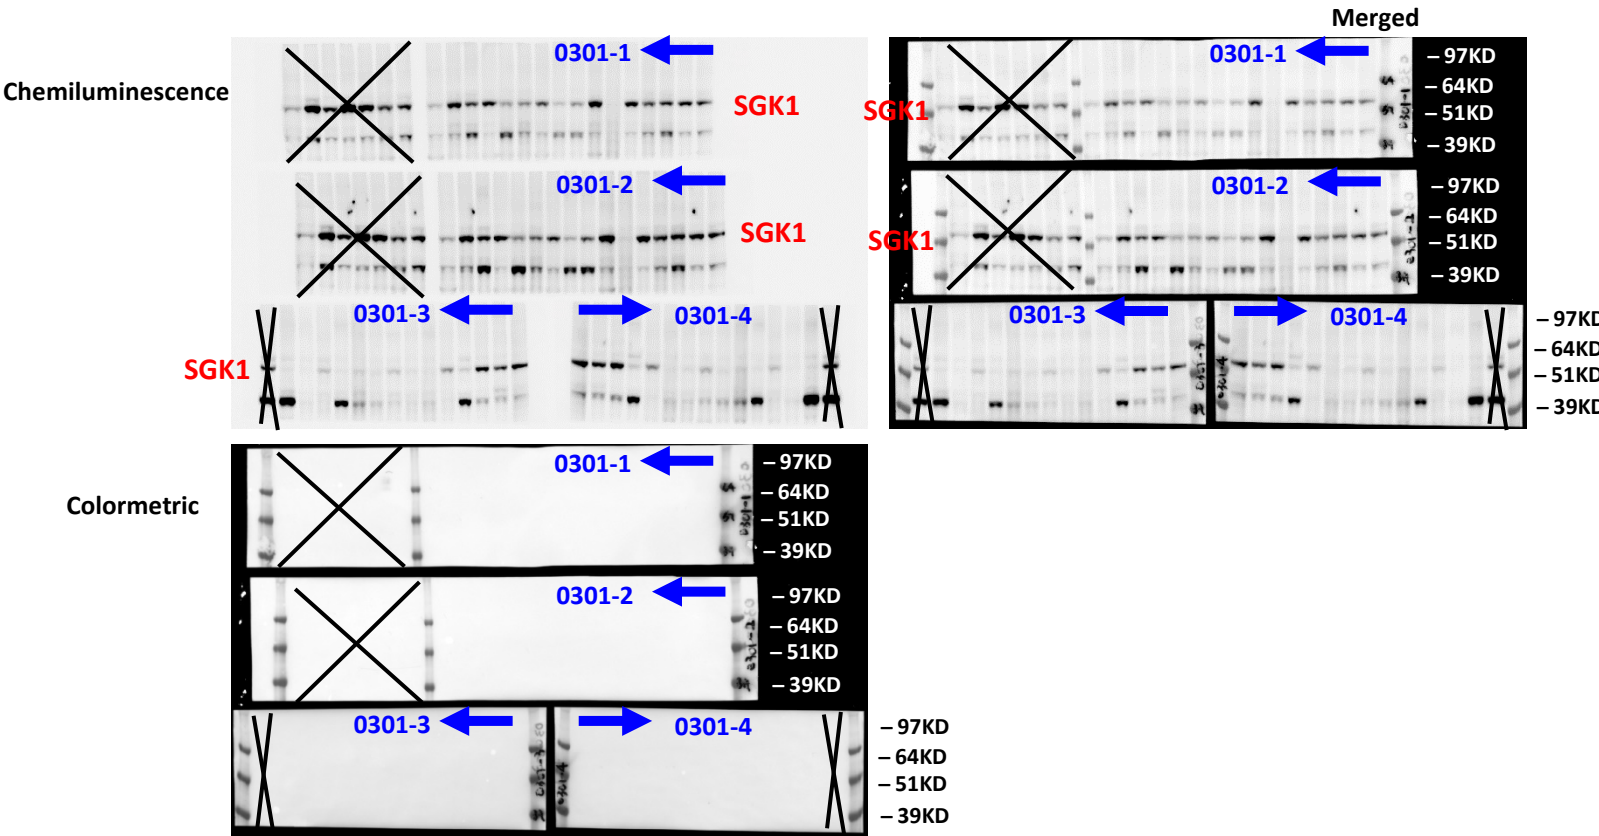 Merged
Chemiluminescence
0301-1
SGK1
0301-2
SGK1
0301-3
0301-4
SGK1
0301-1
– 97KD
– 64KD
SGK1
– 51KD
– 39KD
0301-2
– 97KD
– 64KD
SGK1
– 51KD
– 39KD
0301-3
0301-4
– 97KD
– 64KD
– 51KD
– 39KD
Colormetric
0301-1
– 97KD
– 64KD
– 51KD
– 39KD
0301-2
– 97KD
– 64KD
– 51KD
– 39KD
0301-3
0301-4
– 97KD
– 64KD
– 51KD
– 39KD